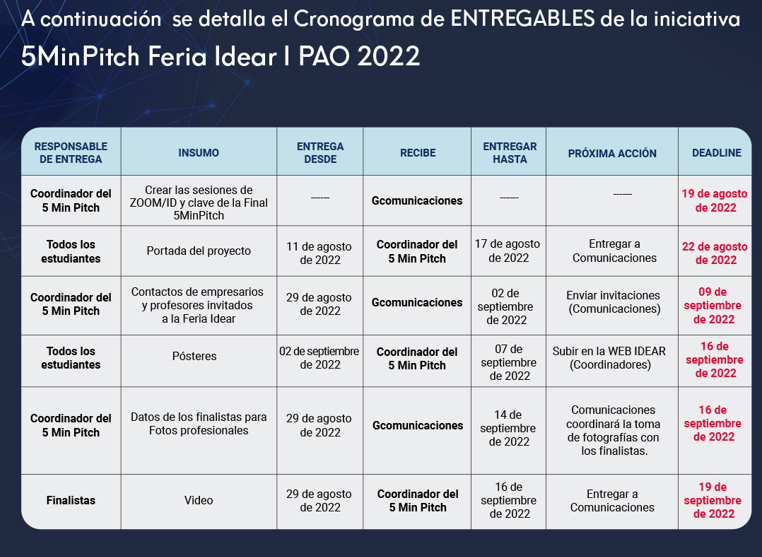 A continuación se detalla el Cronograma de ENTREGABLES de la iniciativa
5MinPitch Feria Idear I PAO 2022
RESPONSABLE
DE ENTREGA
INSUMO
ENTREGA
DESDE
RECIBE
ENTREGAR
HASTA
PRÓXIMA ACCIÓN
DEADLINE
Coordinador del
5 Min Pitch
Crear las sesiones de
ZOOM/ID y clave de la Final
5MinPitch
------
Gcomunicaciones
------
------
19 de agosto
de 2022
Todos los
estudiantes
Portada del proyecto
11 de agosto
de 2022
Coordinador del
5 Min Pitch
17 de agosto
de 2022
Entregar a
Comunicaciones
22 de agosto
de 2022
Coordinador del
5 Min Pitch
Contactos de empresarios
y profesores invitados
a la Feria Idear
29 de agosto
de 2022
Gcomunicaciones
02 de
septiembre
de 2022
Enviar invitaciones
(Comunicaciones)
09 de
septiembre
de 2022
Todos los
estudiantes
Pósteres
02 de septiembre
de 2022
Coordinador del
5 Min Pitch
07 de
septiembre
de 2022
Subir en la WEB IDEAR
(Coordinadores)
16 de
septiembre
de 2022
Coordinador del
5 Min Pitch
Datos de los finalistas para
Fotos profesionales
29 de agosto
de 2022
Gcomunicaciones
14 de
septiembre
de 2022
Comunicaciones
coordinará la toma
de fotografías con
los finalistas.
16 de
septiembre
de 2022
Finalistas
Video
29 de agosto
de 2022
Coordinador del
5 Min Pitch
16 de
septiembre
de 2022
Entregar a
Comunicaciones
19 de
septiembre
de 2022